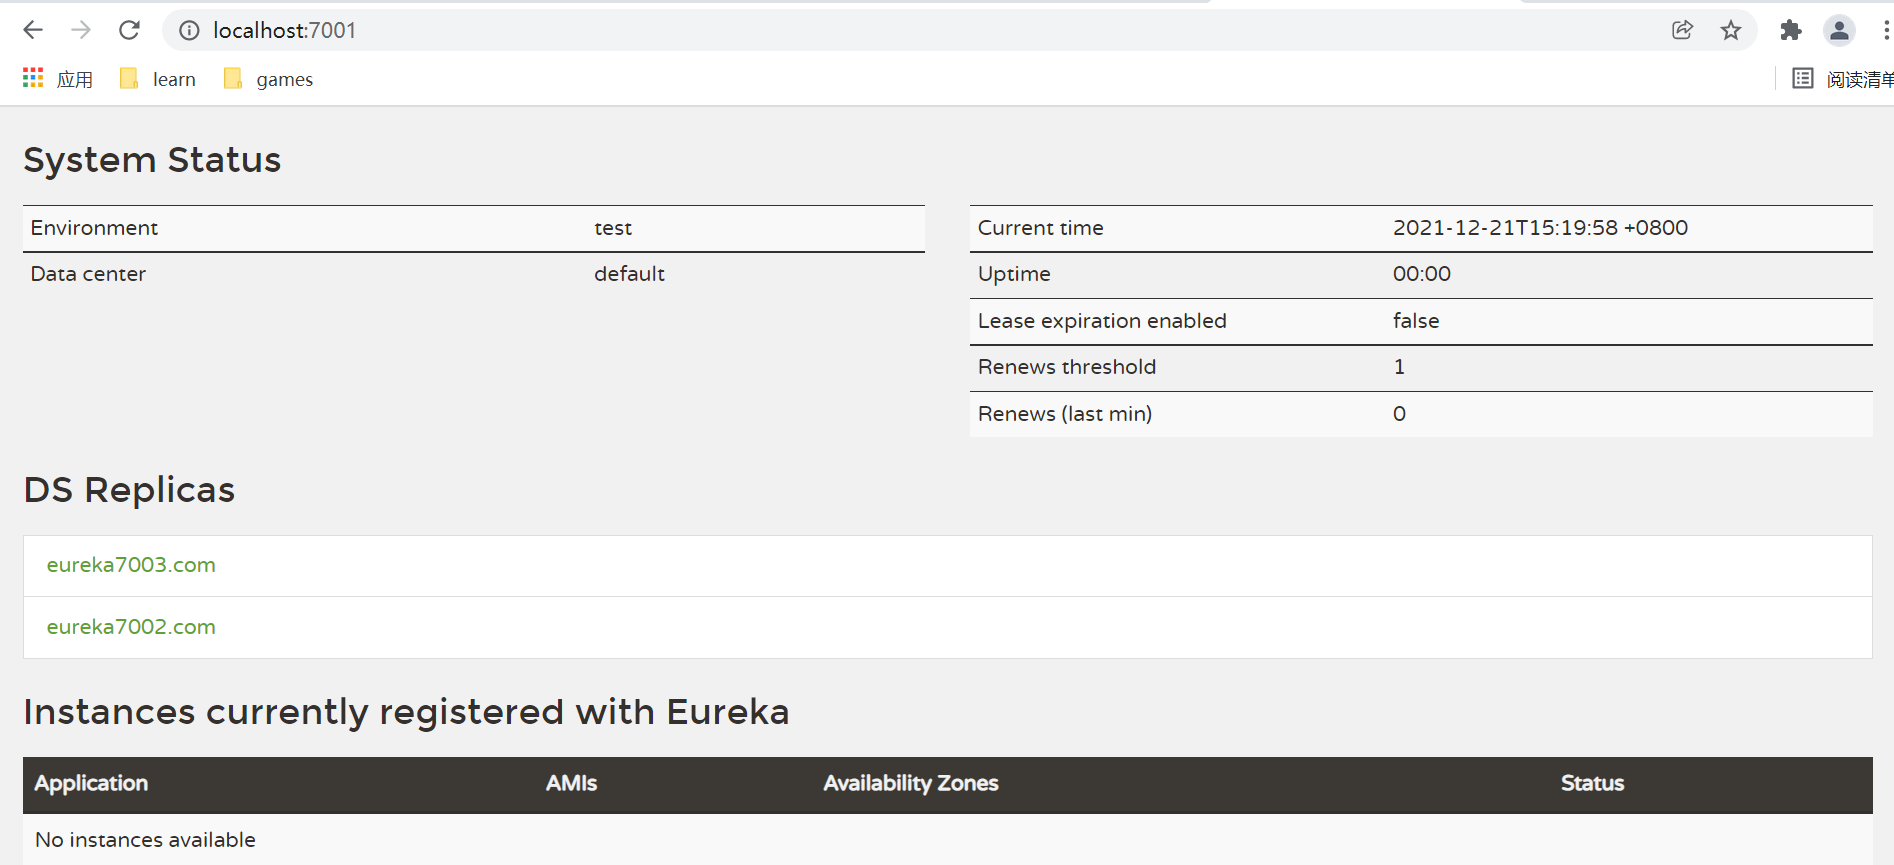 localhost:7001
应用 learn games 阅读清单
System Status
Environment test
Data center default
Current time 2021-12-21T15:19:58 +0800
Uptime 00:00
Lease expiration enabled false
Renews threshold 1
Renews (last min) 0
DS Replicas
eureka7003.com
eureka7002.com
Instances currently registered with Eureka
Application AMIs Availability Zones Status
No instances available